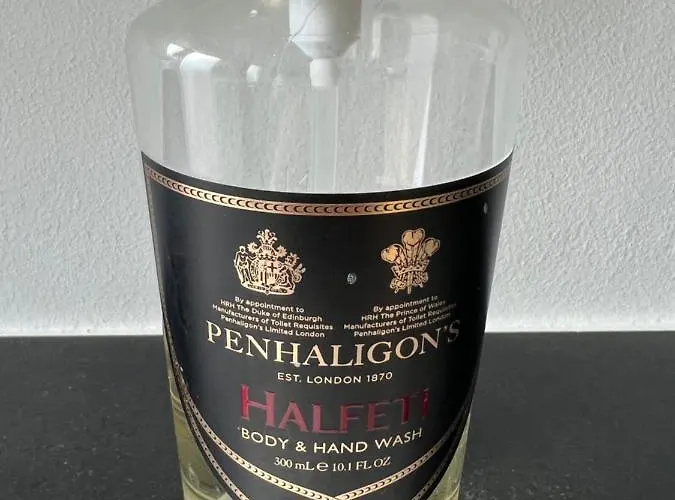 By appointment to
HRH The Duke of Edinburgh
Manufacturers of Toilet Requisites
Penhaligon's Limited London
By appointment to
HRH The Prince of Wales
Manufacturers of Toilet Requisites
Penhaligon's Limited London
PENHALIGON'S
EST. LONDON 1870
HALFETI
BODY & HAND WASH
300 mL ℮ 10.1 FL OZ